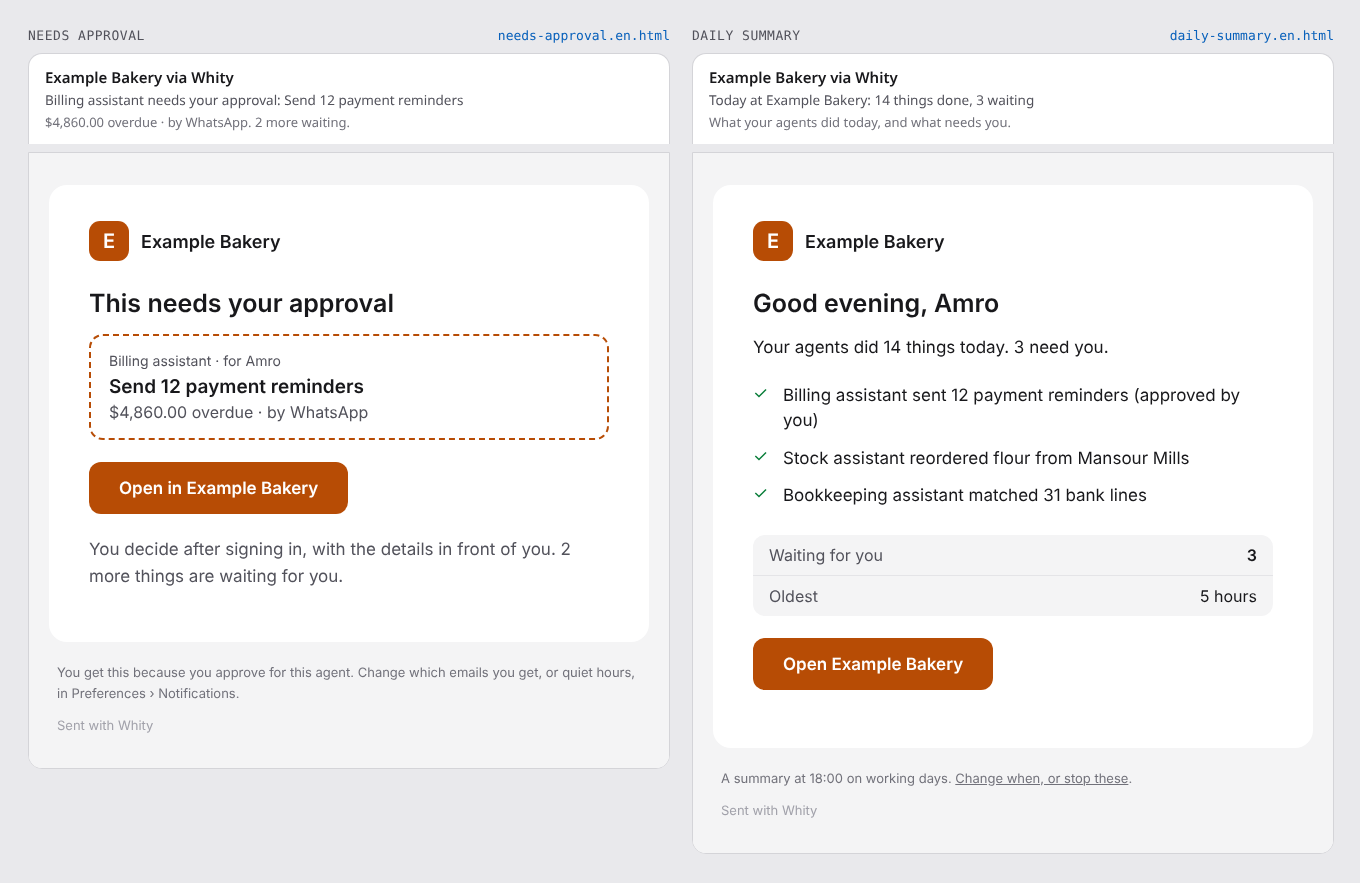 NEEDS APPROVAL
needs-approval.en.html
Example Bakery via Whity
Billing assistant needs your approval: Send 12 payment reminders
$4,860.00 overdue · by WhatsApp. 2 more waiting.
E
Example Bakery
This needs your approval
Billing assistant · for Amro
Send 12 payment reminders
$4,860.00 overdue · by WhatsApp
Open in Example Bakery
You decide after signing in, with the details in front of you. 2
more things are waiting for you.
You get this because you approve for this agent. Change which emails you get, or quiet hours,
in Preferences › Notifications.
Sent with Whity
DAILY SUMMARY
daily-summary.en.html
Example Bakery via Whity
Today at Example Bakery: 14 things done, 3 waiting
What your agents did today, and what needs you.
E
Example Bakery
Good evening, Amro
Your agents did 14 things today. 3 need you.
Billing assistant sent 12 payment reminders (approved by
you)
Stock assistant reordered flour from Mansour Mills
Bookkeeping assistant matched 31 bank lines
Waiting for you 3
Oldest 5 hours
Open Example Bakery
A summary at 18:00 on working days. Change when, or stop these.
Sent with Whity